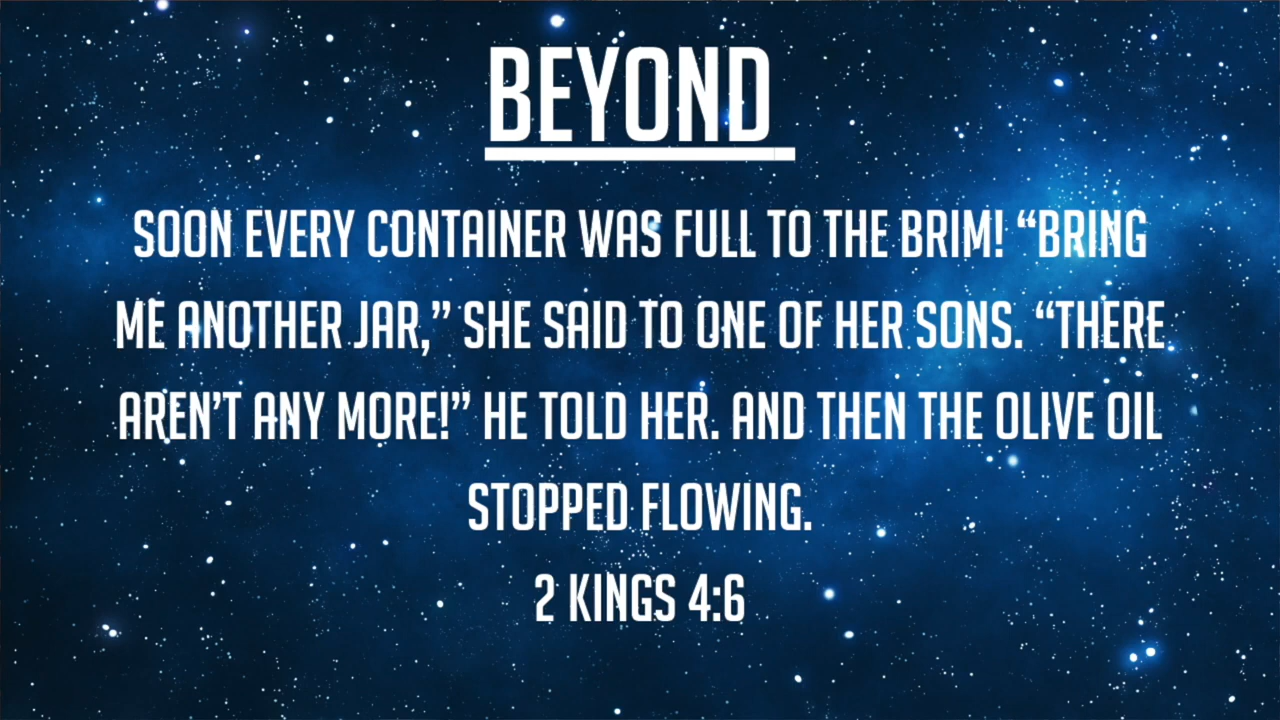 BEYOND
SOON EVERY CONTAINER WAS FULL TO THE BRIM! “BRING
ME ANOTHER JAR,” SHE SAID TO ONE OF HER SONS. “THERE
AREN’T ANY MORE!” HE TOLD HER. AND THEN THE OLIVE OIL
STOPPED FLOWING.
2 KINGS 4:6